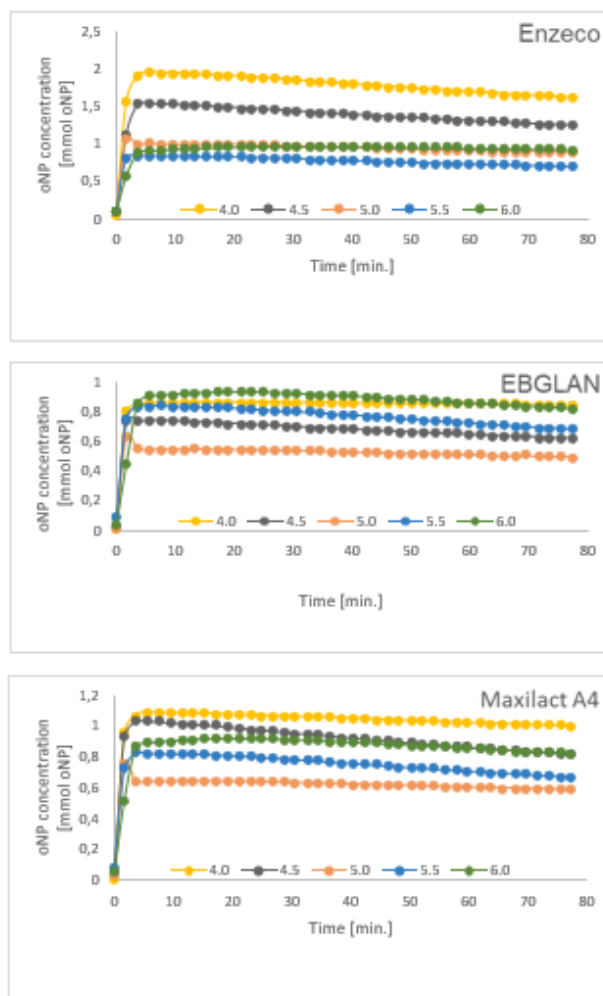 Enzeco
oNP concentration
[mmol oNP]
2,5
2
1,5
1
0,5
0
4.0 4.5 5.0 5.5 6.0
0 10 20 30 40 50 60 70 80
Time [min.]
EBGLAN
oNP concentration
[mmol oNP]
1
0,8
0,6
0,4
0,2
0
4.0 4.5 5.0 5.5 6.0
0 10 20 30 40 50 60 70 80
Time [min.]
Maxilact A4
oNP concentration
[mmol oNP]
1,2
1
0,8
0,6
0,4
0,2
0
4.0 4.5 5.0 5.5 6.0
0 10 20 30 40 50 60 70 80
Time [min.]